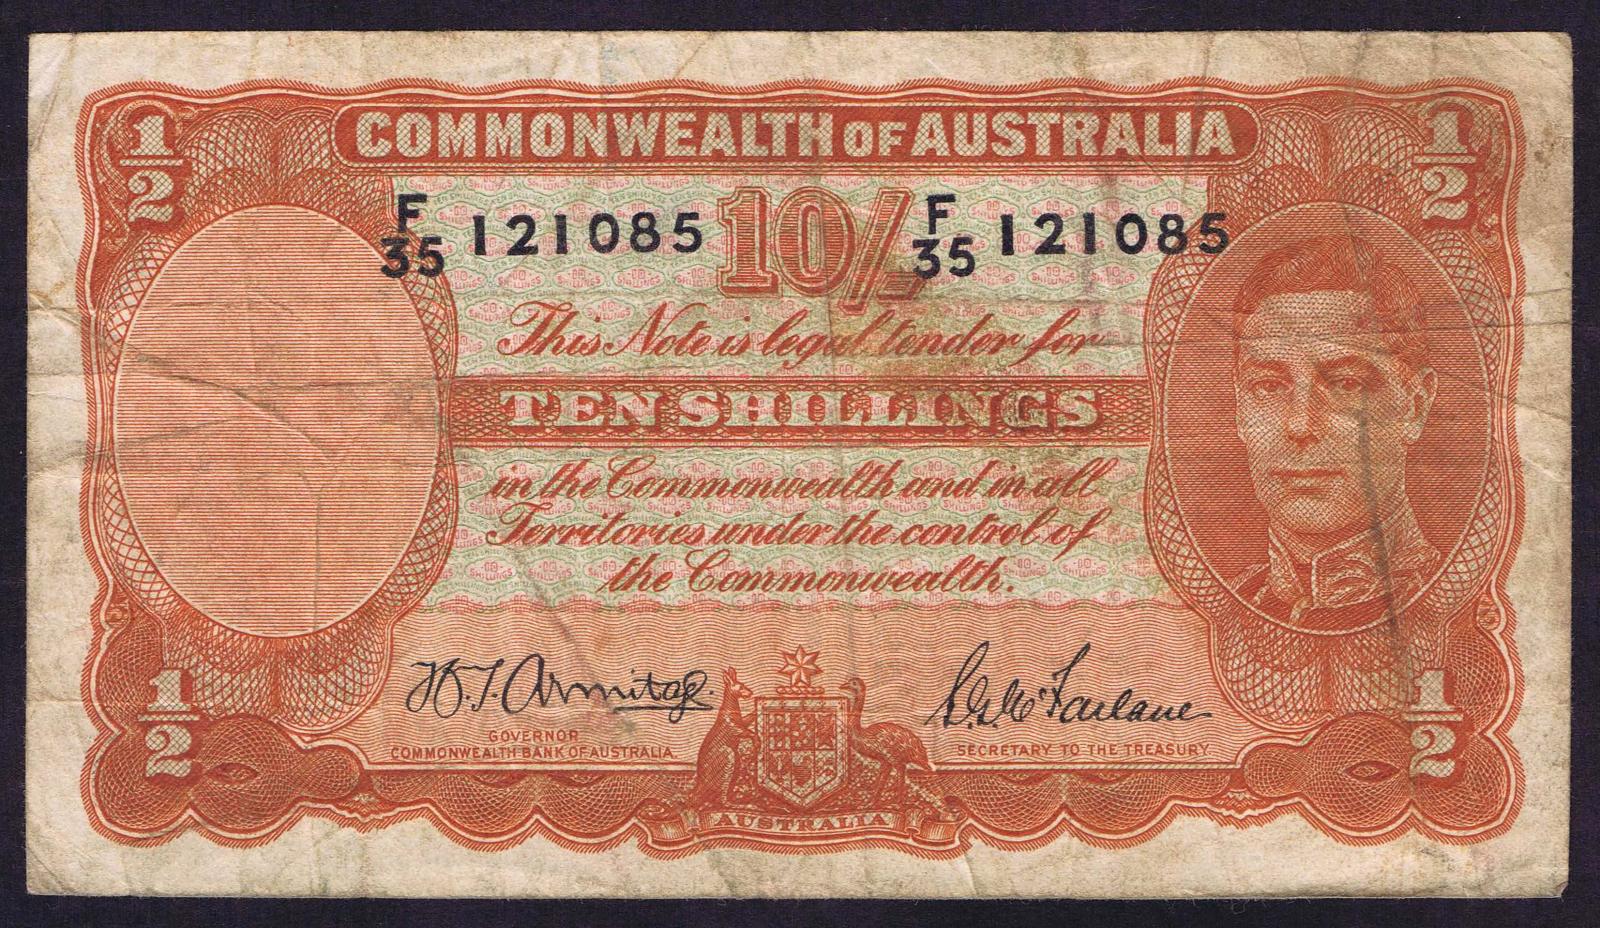 COMMONWEALTH OF AUSTRALIA
1/2
1/2
F/35 121085
10/-
F/35 121085
This Note is legal tender for
TEN SHILLINGS
in the Commonwealth and in all
Territories under the control of
the Commonwealth.
H.T. Armitage.
S.G. McFarlane
GOVERNOR
COMMONWEALTH BANK OF AUSTRALIA
SECRETARY TO THE TREASURY
1/2
1/2
AUSTRALIA